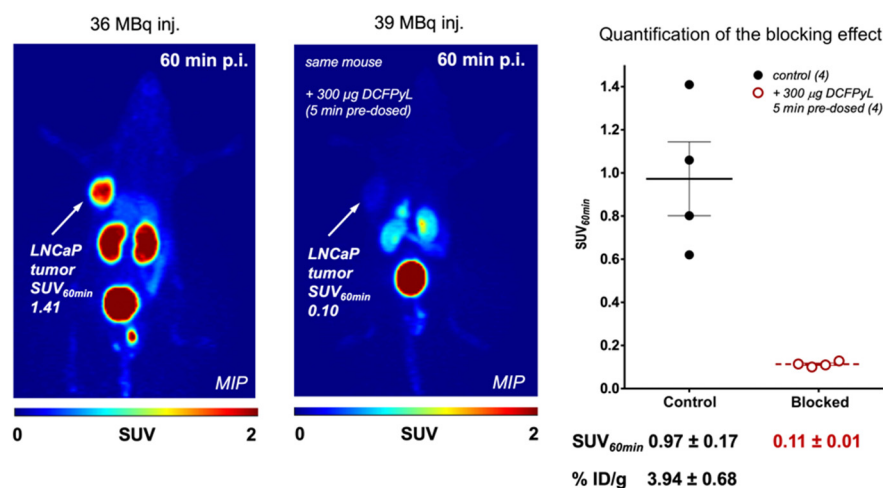 36 MBq inj.
60 min p.i.
LNCaP
tumor
SUV60min
1.41
MIP
0 SUV 2
39 MBq inj.
same mouse 60 min p.i.
+ 300 µg DCFPyL
(5 min pre-dosed)
LNCaP
tumor
SUV60min
0.10
MIP
0 SUV 2
Quantification of the blocking effect
control (4)
+ 300 µg DCFPyL
5 min pre-dosed (4)
SUV60min
1.4
1.2
1.0
0.8
0.6
0.4
0.2
0.0
Control Blocked
SUV60min 0.97 ± 0.17 0.11 ± 0.01
% ID/g 3.94 ± 0.68